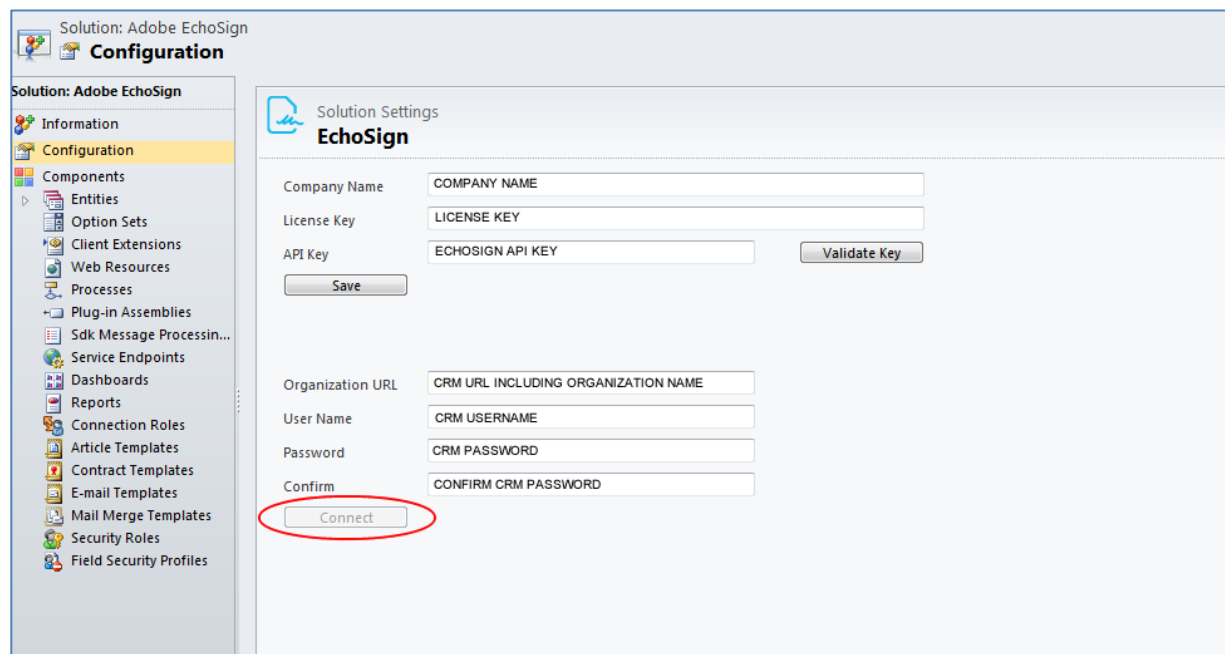 Solution: Adobe EchoSign
Configuration
Solution: Adobe EchoSign
Information
Configuration
Components
Entities
Option Sets
Client Extensions
Web Resources
Processes
Plug-in Assemblies
Sdk Message Processin...
Service Endpoints
Dashboards
Reports
Connection Roles
Article Templates
Contract Templates
E-mail Templates
Mail Merge Templates
Security Roles
Field Security Profiles
Solution Settings
EchoSign
Company Name COMPANY NAME
License Key LICENSE KEY
API Key ECHOSIGN API KEY Validate Key
Save
Organization URL CRM URL INCLUDING ORGANIZATION NAME
User Name CRM USERNAME
Password CRM PASSWORD
Confirm CONFIRM CRM PASSWORD
Connect